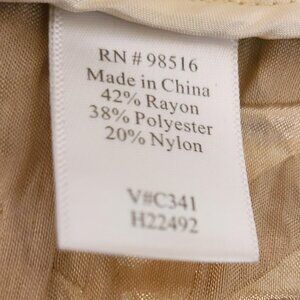 RN # 98516
Made in China
42% Rayon
38% Polyester
20% Nylon
V#C341
H22492